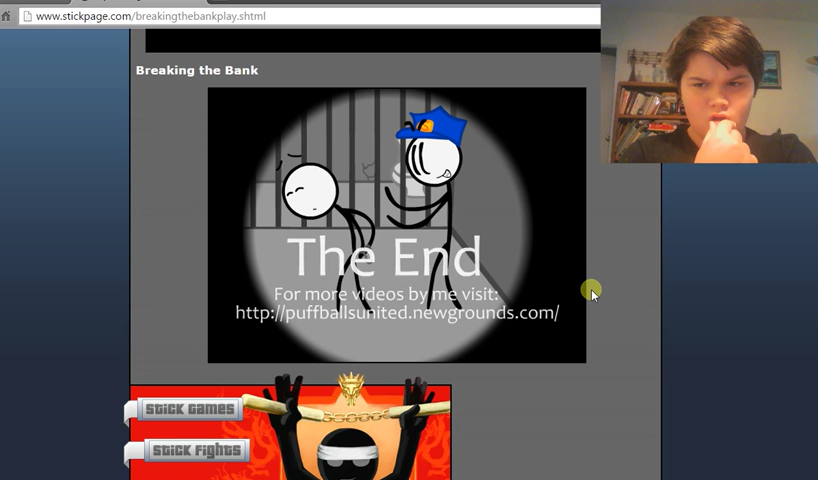 www.stickpage.com/breakingthebankplay.shtml
Breaking the Bank
The End
For more videos by me visit:
http://puffballsunited.newgrounds.com/
STICK GAMES
STICK FIGHTS